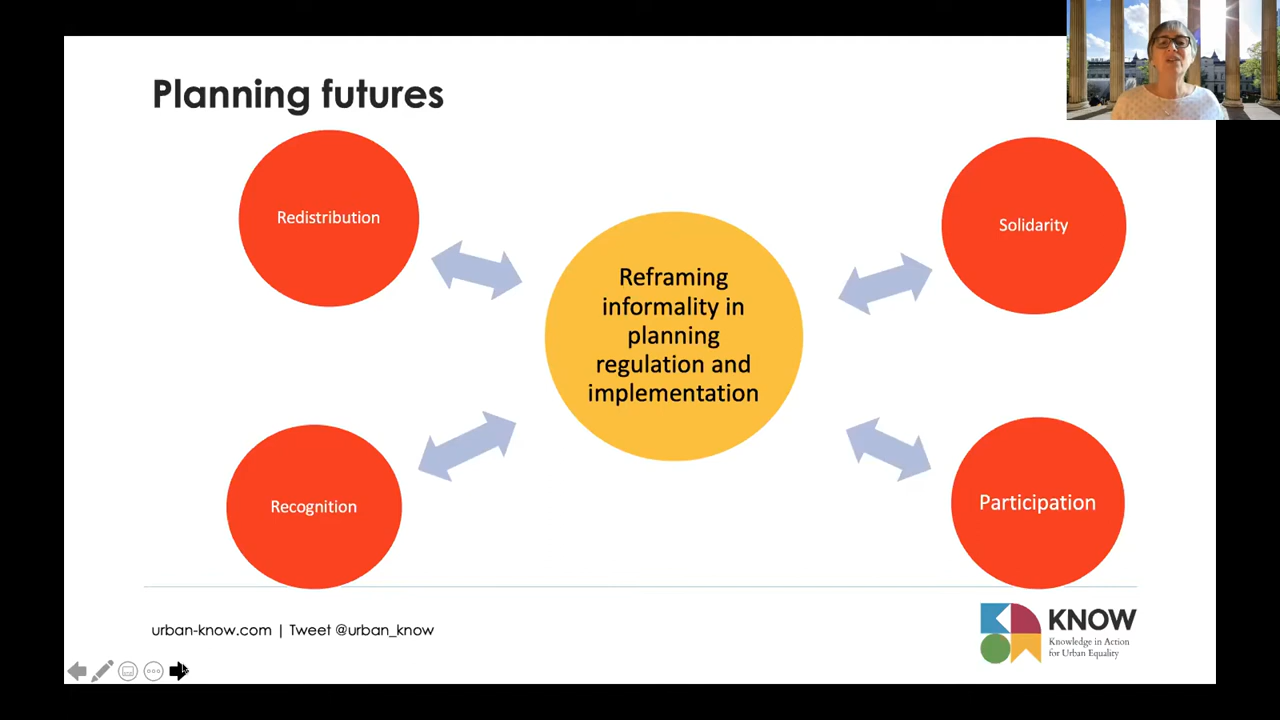 Planning futures
Redistribution
Solidarity
Reframing
informality in
planning
regulation and
implementation
Recognition
Participation
urban-know.com | Tweet @urban_know
KNOW
Knowledge in Action
for Urban Equality